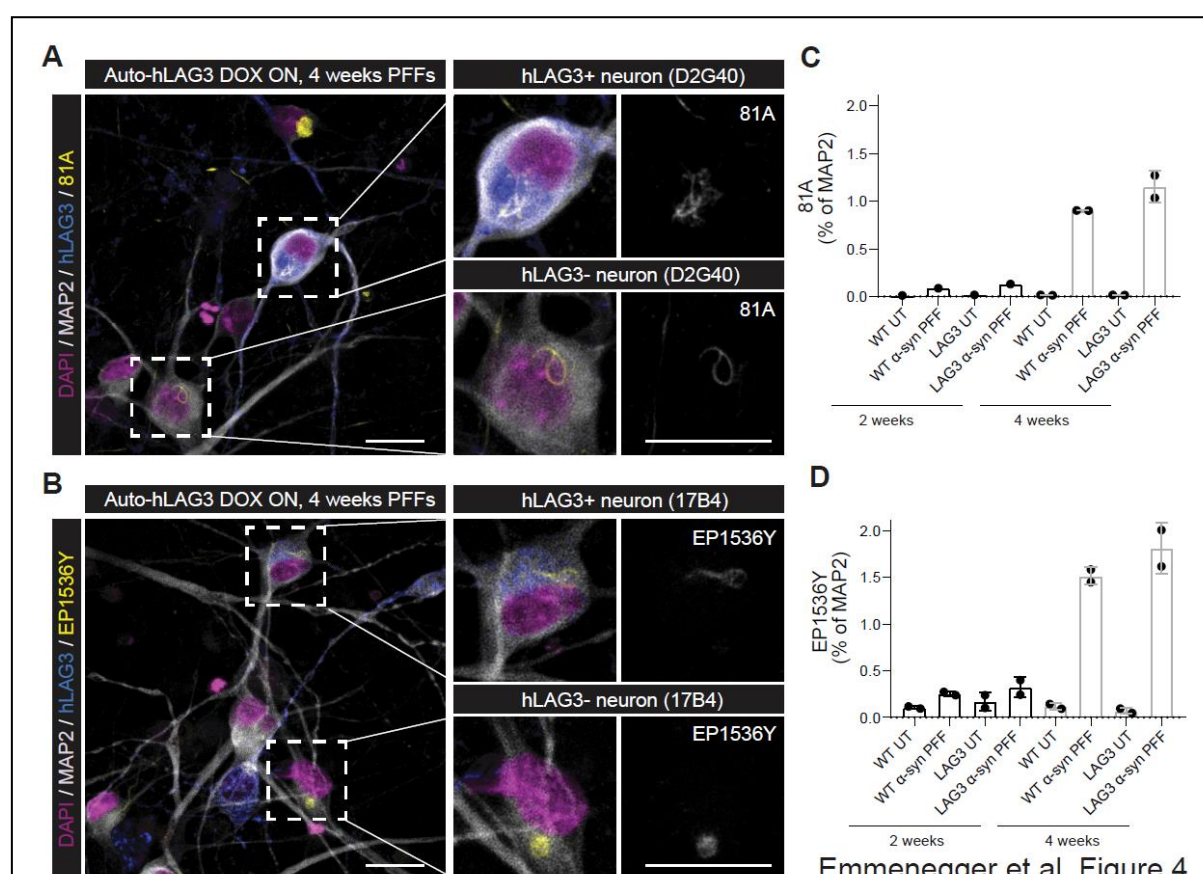 A
Auto-hLAG3 DOX ON, 4 weeks PFFs
hLAG3+ neuron (D2G40)
DAPI / MAP2 / hLAG3 / 81A
81A
hLAG3- neuron (D2G40)
81A
B
Auto-hLAG3 DOX ON, 4 weeks PFFs
hLAG3+ neuron (17B4)
DAPI / MAP2 / hLAG3 / EP1536Y
EP1536Y
hLAG3- neuron (17B4)
EP1536Y
C
81A
(% of MAP2)
2.0
1.5
1.0
0.5
0.0
WT UT
WT α-syn PFF
LAG3 UT
LAG3 α-syn PFF
WT UT
WT α-syn PFF
LAG3 UT
LAG3 α-syn PFF
2 weeks
4 weeks
D
EP1536Y
(% of MAP2)
2.0
1.5
1.0
0.5
0.0
WT UT
WT α-syn PFF
LAG3 UT
LAG3 α-syn PFF
WT UT
WT α-syn PFF
LAG3 UT
LAG3 α-syn PFF
2 weeks
4 weeks
Emmenegger et al. Figure 4